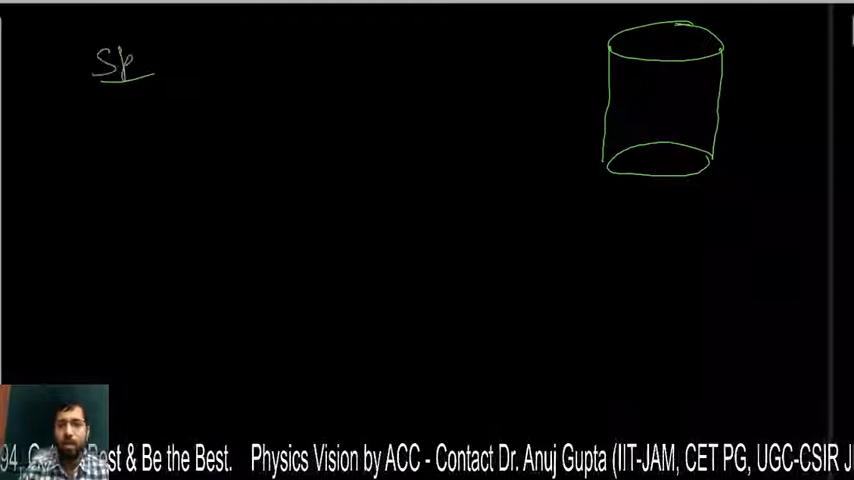 Sp
94 Best & Be the Best. Physics Vision by ACC - Contact Dr. Anuj Gupta (IIT-JAM, CET PG, UGC-CSIR J